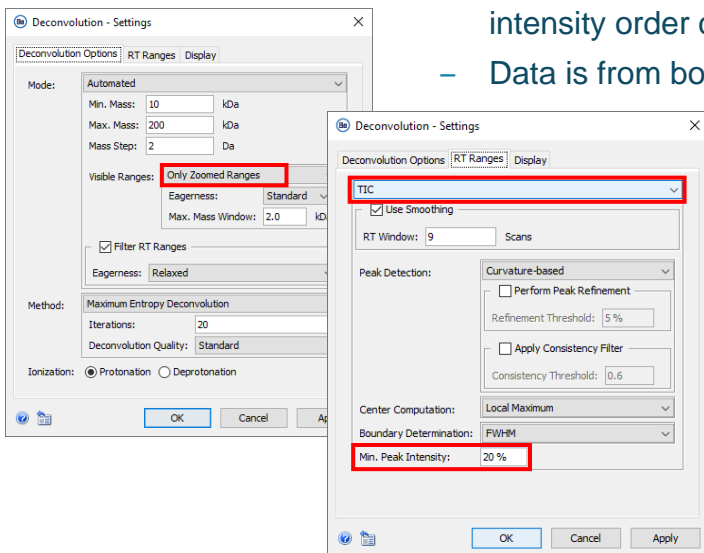 intensity order
– Data is from
Be Deconvolution - Settings ×
Deconvolution Options RT Ranges Display
Mode: Automated
Min. Mass: 10 kDa
Max. Mass: 200 kDa
Mass Step: 2 Da
Visible Ranges: Only Zoomed Ranges
Eagerness: Standard
Max. Mass Window: 2.0
Filter RT Ranges
Eagerness: Relaxed
Method: Maximum Entropy Deconvolution
Iterations: 20
Deconvolution Quality: Standard
Ionization: Protonation Deprotonation
OK Cancel
Be Deconvolution - Settings ×
Deconvolution Options RT Ranges Display
TIC
Use Smoothing
RT Window: 9 Scans
Peak Detection: Curvature-based
Perform Peak Refinement
Refinement Threshold: 5 %
Apply Consistency Filter
Consistency Threshold: 0.6
Center Computation: Local Maximum
Boundary Determination: FWHM
Min. Peak Intensity: 20 %
OK Cancel Apply